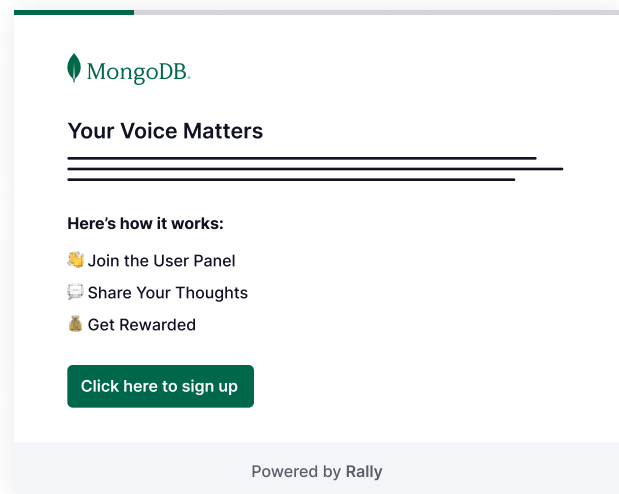 MongoDB.
Your Voice Matters
Here’s how it works:
👋 Join the User Panel
💬 Share Your Thoughts
💰 Get Rewarded
Click here to sign up
Powered by Rally